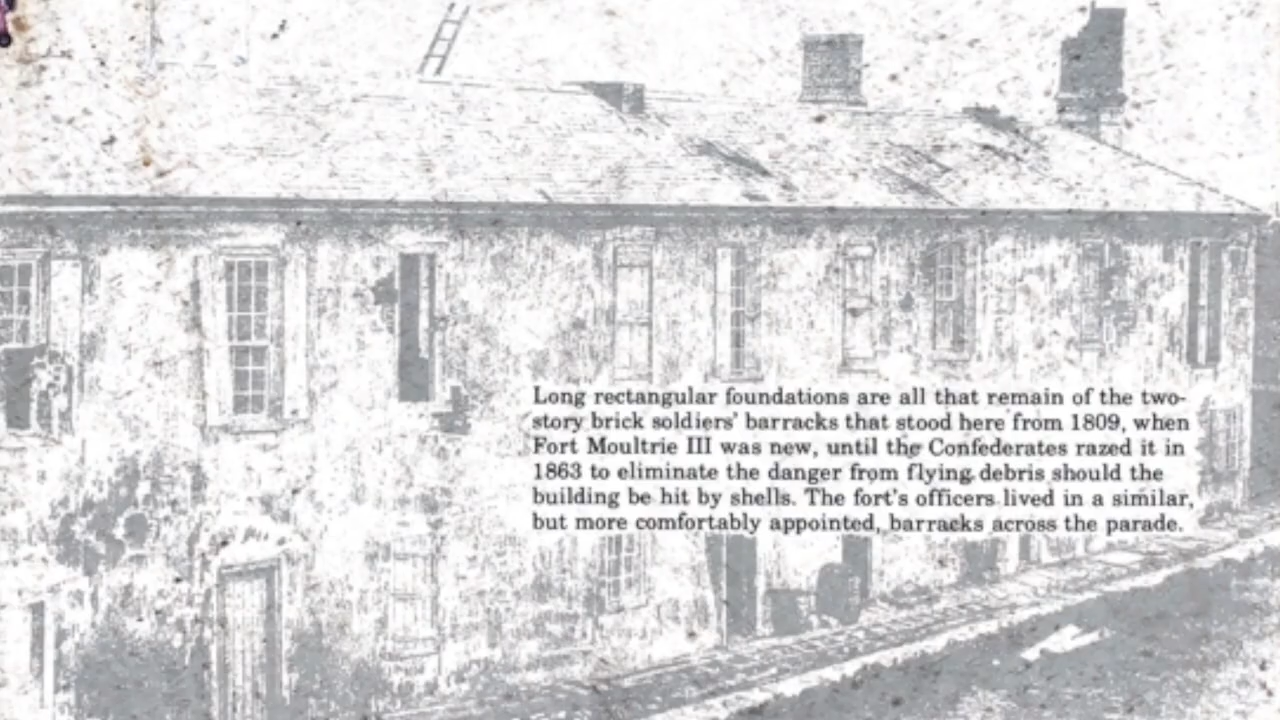 Long rectangular foundations are all that remain of the two-
story brick soldiers' barracks that stood here from 1809, when
Fort Moultrie III was new, until the Confederates razed it in
1863 to eliminate the danger from flying debris should the
building be hit by shells. The fort's officers lived in a similar,
but more comfortably appointed, barracks across the parade.